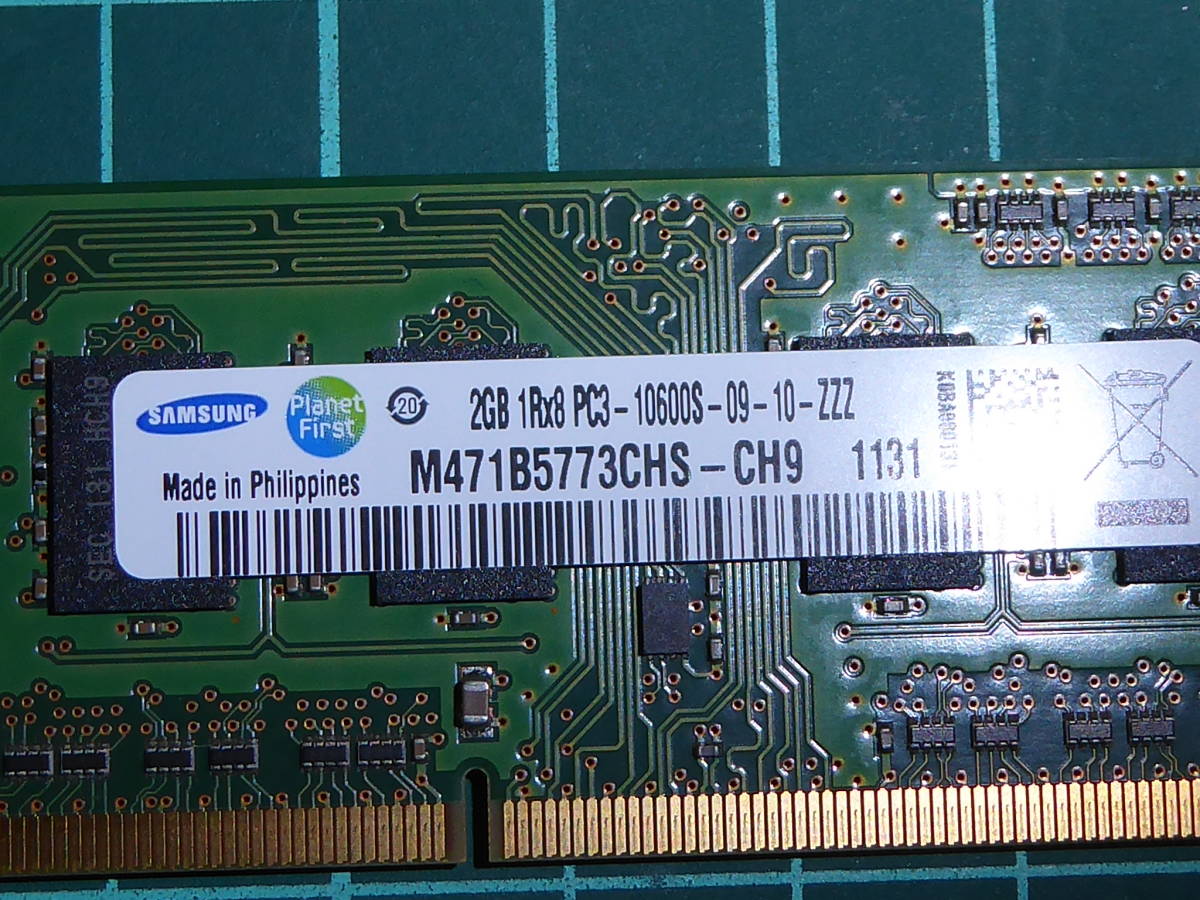 SAMSUNG
Planet
First
20
2GB 1Rx8 PC3-10600S-09-10-ZZZ
M471B5773CHS-CH9 1131
Made in Philippines
SEC 131 HCH9